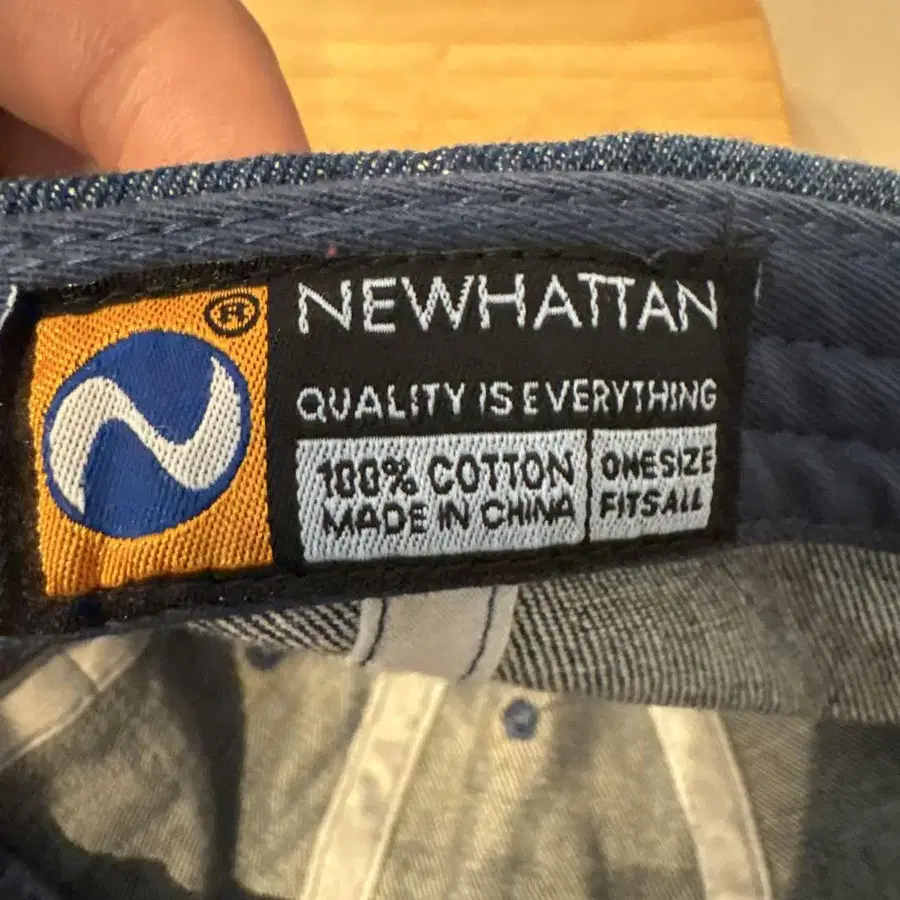 ®
NEWHATTAN
QUALITY IS EVERYTHING
100% COTTON
MADE IN CHINA
ONE SIZE
FITS ALL